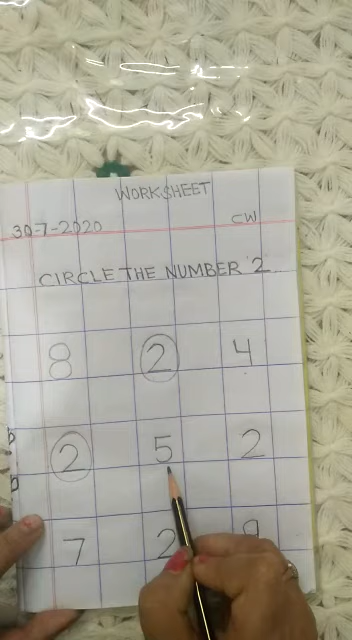 WORKSHEET
30-7-2020 CW
CIRCLE THE NUMBER '2
8 2 4
2 5 2
7 2